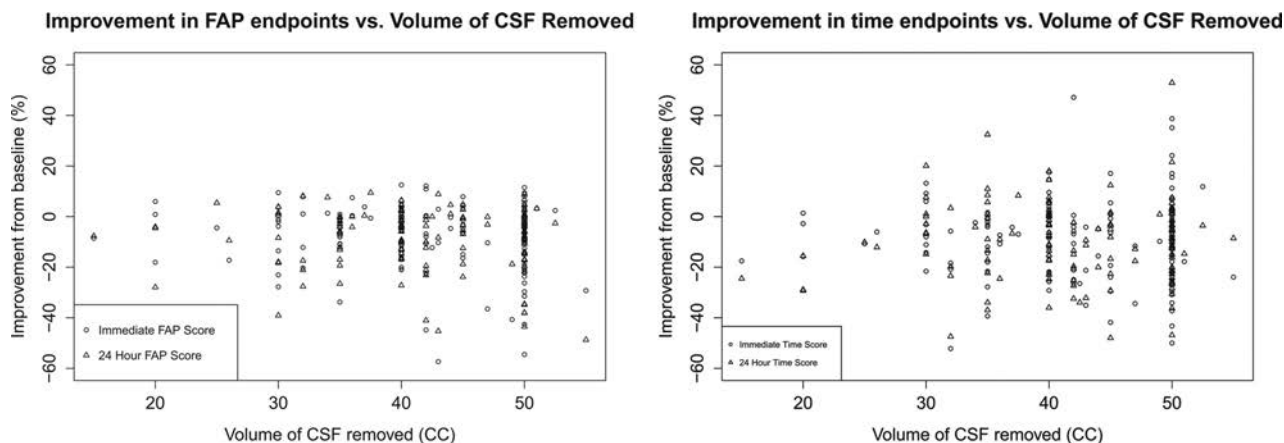 Improvement in FAP endpoints vs. Volume of CSF Removed
Improvement from baseline (%)
60
40
20
0
−20
−40
−60
Immediate FAP Score
24 Hour FAP Score
20
30
40
50
Volume of CSF removed (CC)
Improvement in time endpoints vs. Volume of CSF Removed
Improvement from baseline (%)
60
40
20
0
−20
−40
−60
Immediate Time Score
24 Hour Time Score
20
30
40
50
Volume of CSF removed (CC)